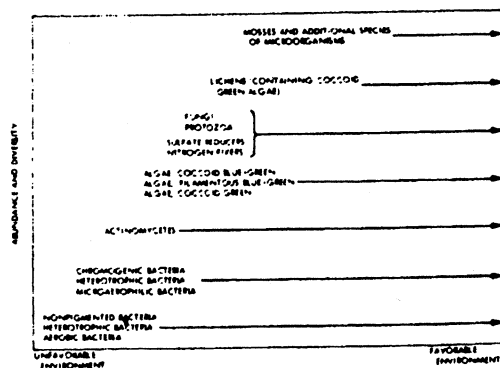 MOSSES AND ADDITIONAL SPECIES
OF MICROORGANISMS
LICHENS (CONTAINING COCCOID
GREEN ALGAE)
FUNGI
PROTOZOA
SULFATE REDUCERS
NITROGEN FIXERS
ALGAE, COCCOID BLUE-GREEN
ALGAE, FILAMENTOUS BLUE-GREEN
ALGAE, COCCOID GREEN
ACTINOMYCETES
CHROMOGENIC BACTERIA
HETEROTROPHIC BACTERIA
MICROAEROPHILIC BACTERIA
NONPIGMENTED BACTERIA
HETEROTROPHIC BACTERIA
AEROBIC BACTERIA
ABUNDANCE AND DIVERSITY
UNFAVORABLE
ENVIRONMENT
FAVORABLE
ENVIRONMENT